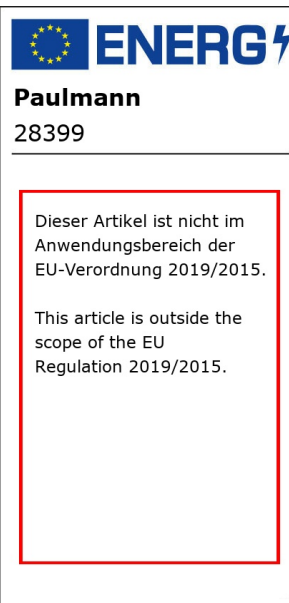 ENERG
Paulmann
28399
Dieser Artikel ist nicht im
Anwendungsbereich der
EU-Verordnung 2019/2015.
This article is outside the
scope of the EU
Regulation 2019/2015.